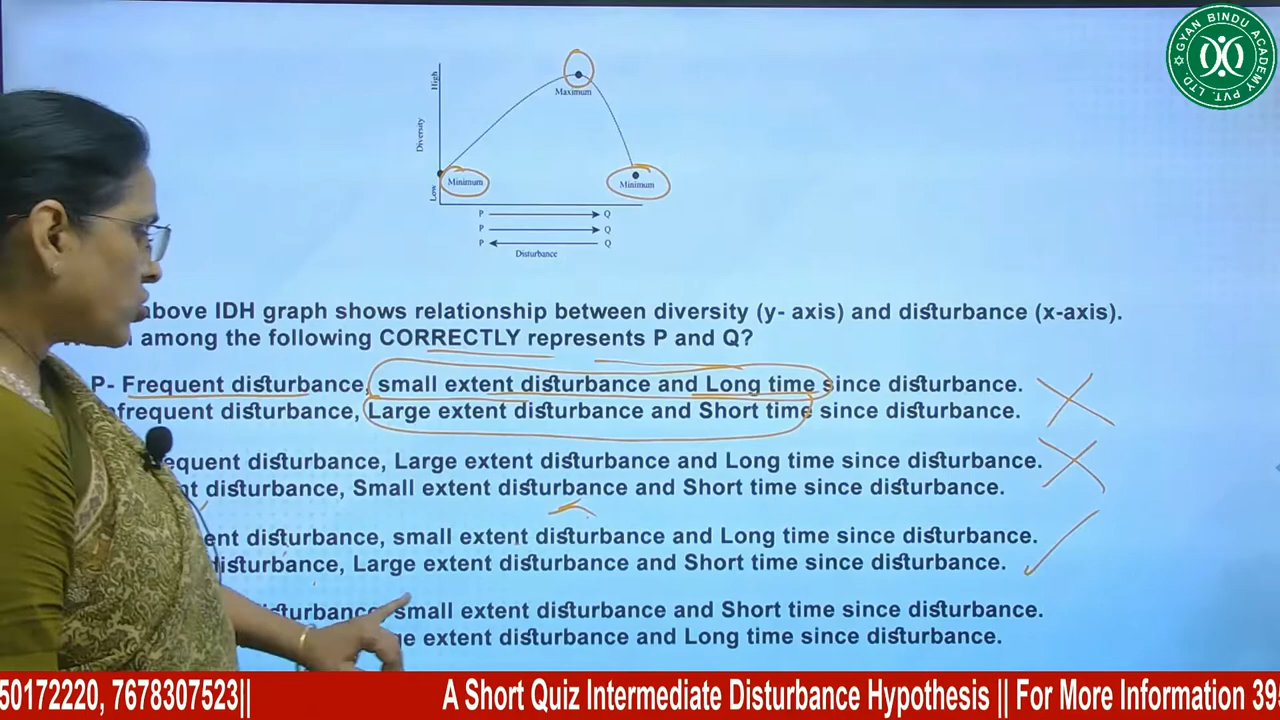 GYAN BINDU ACADEMY PVT. LTD.
High
Maximum
Diversity
Minimum
Minimum
Low
P Q
P Q
P Q
Disturbance
above IDH graph shows relationship between diversity (y- axis) and disturbance (x-axis).
among the following CORRECTLY represents P and Q?
P- Frequent disturbance, small extent disturbance and Long time since disturbance.
disturbance, Large extent disturbance and Short time since disturbance.
disturbance, Large extent disturbance and Long time since disturbance.
disturbance, Small extent disturbance and Short time since disturbance.
disturbance, small extent disturbance and Long time since disturbance.
disturbance, Large extent disturbance and Short time since disturbance.
small extent disturbance and Short time since disturbance.
extent disturbance and Long time since disturbance.
50172220, 7678307523|| A Short Quiz Intermediate Disturbance Hypothesis || For More Information 39